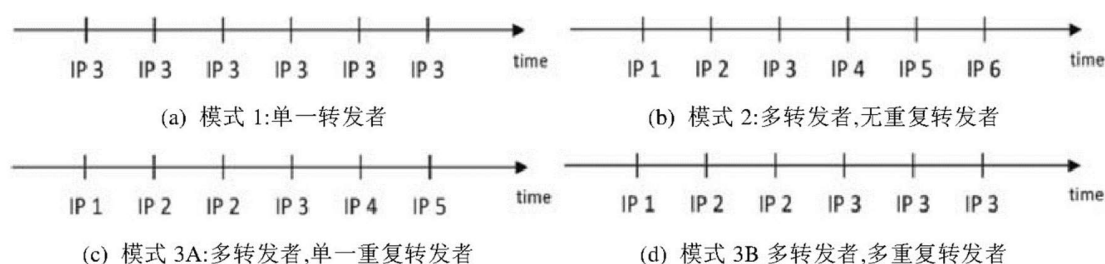 IP 3 IP 3 IP 3 IP 3 IP 3 IP 3 time
IP 1 IP 2 IP 3 IP 4 IP 5 IP 6 time
(a) 模式 1:单一转发者
(b) 模式 2:多转发者,无重复转发者
IP 1 IP 2 IP 2 IP 3 IP 4 IP 5 time
IP 1 IP 2 IP 2 IP 3 IP 3 IP 3 time
(c) 模式 3A:多转发者,单一重复转发者
(d) 模式 3B 多转发者,多重复转发者